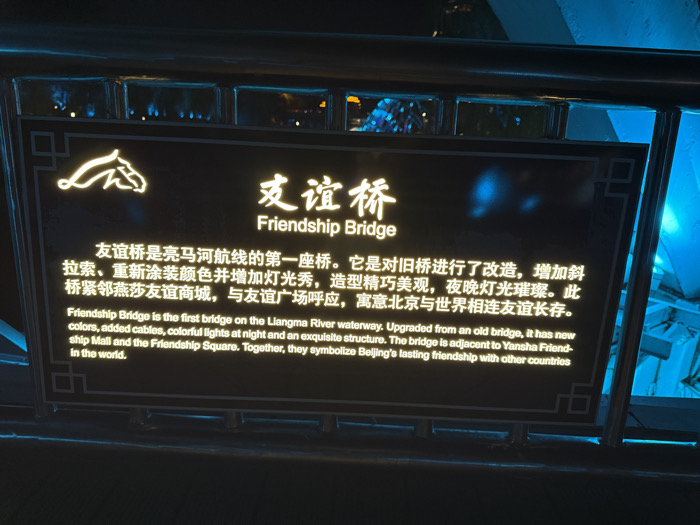 友谊桥
Friendship Bridge
友谊桥是亮马河航线的第一座桥。它是对旧桥进行了改造，增加斜
拉索、重新涂装颜色并增加灯光秀，造型精巧美观，夜晚灯光璀璨。此
桥紧邻燕莎友谊商城，与友谊广场呼应，寓意北京与世界相连友谊长存。
Friendship Bridge is the first bridge on the Liangma River waterway. Upgraded from an old bridge, it has new
colors, added cables, colorful lights at night and an exquisite structure. The bridge is adjacent to Yansha Friend-
ship Mall and the Friendship Square. Together, they symbolize Beijing's lasting friendship with other countries
in the world.